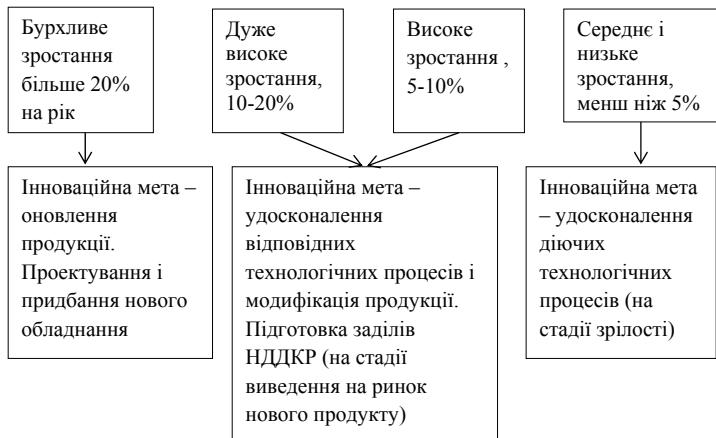 Бурхливе
зростання
більше 20%
на рік
Дуже
високе
зростання,
10-20%
Високе
зростання ,
5-10%
Середнє і
низьке
зростання,
менш ніж 5%
Інноваційна мета –
оновлення
продукції.
Проектування і
придбання нового
обладнання
Інноваційна мета –
удосконалення
відповідних
технологічних процесів і
модифікація продукції.
Підготовка заділів
НДДКР (на стадії
виведення на ринок
нового продукту)
Інноваційна мета
– удосконалення
діючих
технологічних
процесів (на
стадії зрілості)